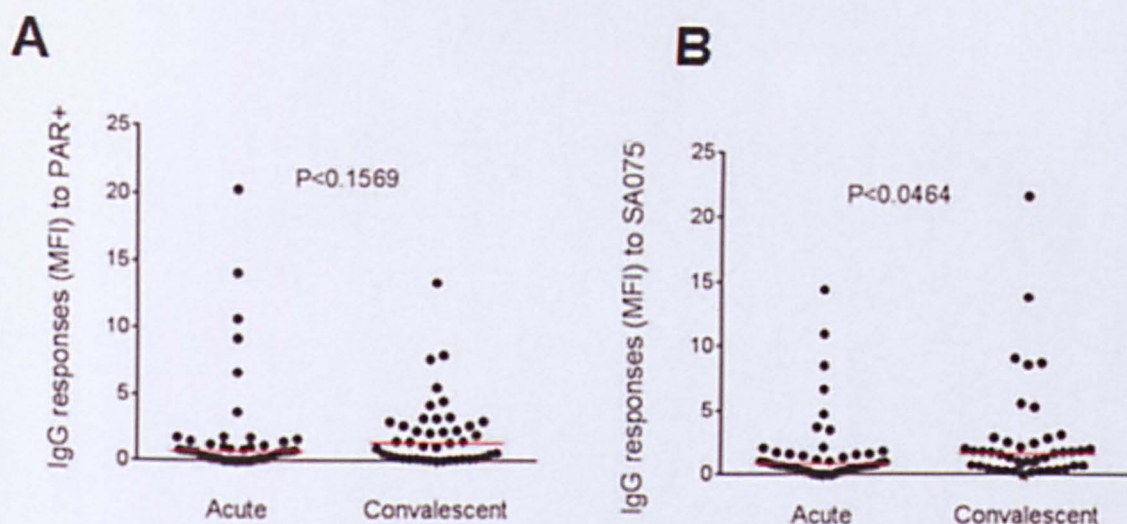 A
IgG responses (MFI) to PAR+
25
20
15
10
5
0
P<0.1569
Acute
Convalescent
B
IgG responses (MFI) to SA075
25
20
15
10
5
0
P<0.0464
Acute
Convalescent